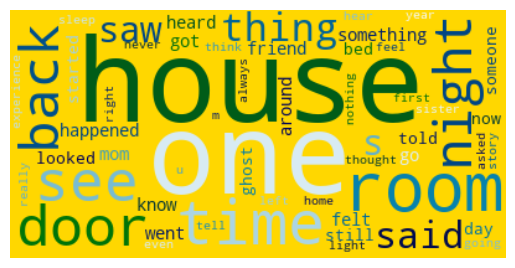 sleep
saw
heard
thing
hear
year
got
something
never
think
friend
bed
feel
someone
back
started
house
night
experience
right
always
around
nothing
first
sister
happened
m
now
one
s
told
asked
story
looked
mom
thought
go
see
really
u
ghost
room
know
loft
home
door
time
tell
felt
said
day
went
still
even
light
going